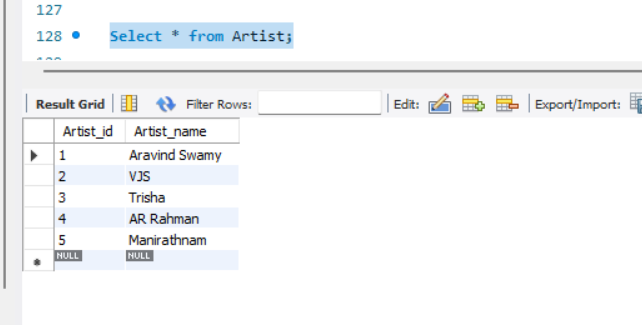 127
128 Select * from Artist;
Result Grid Filter Rows: Edit: Export/Import:
Artist_id Artist_name
1 Aravind Swamy
2 VJS
3 Trisha
4 AR Rahman
5 Manirathnam
NULL NULL